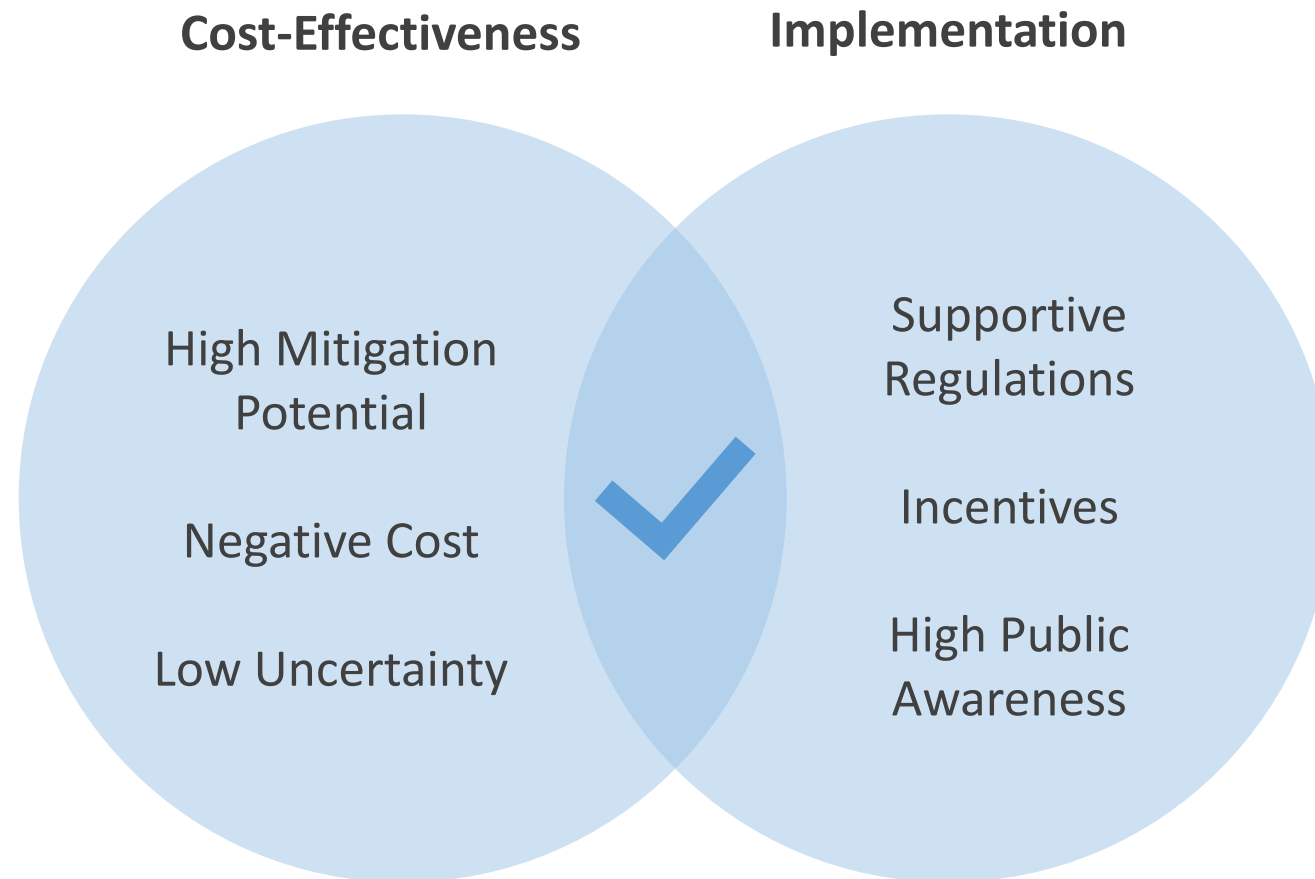 Cost-Effectiveness
Implementation
High Mitigation
Potential
Negative Cost
Low Uncertainty
Supportive
Regulations
Incentives
High Public
Awareness